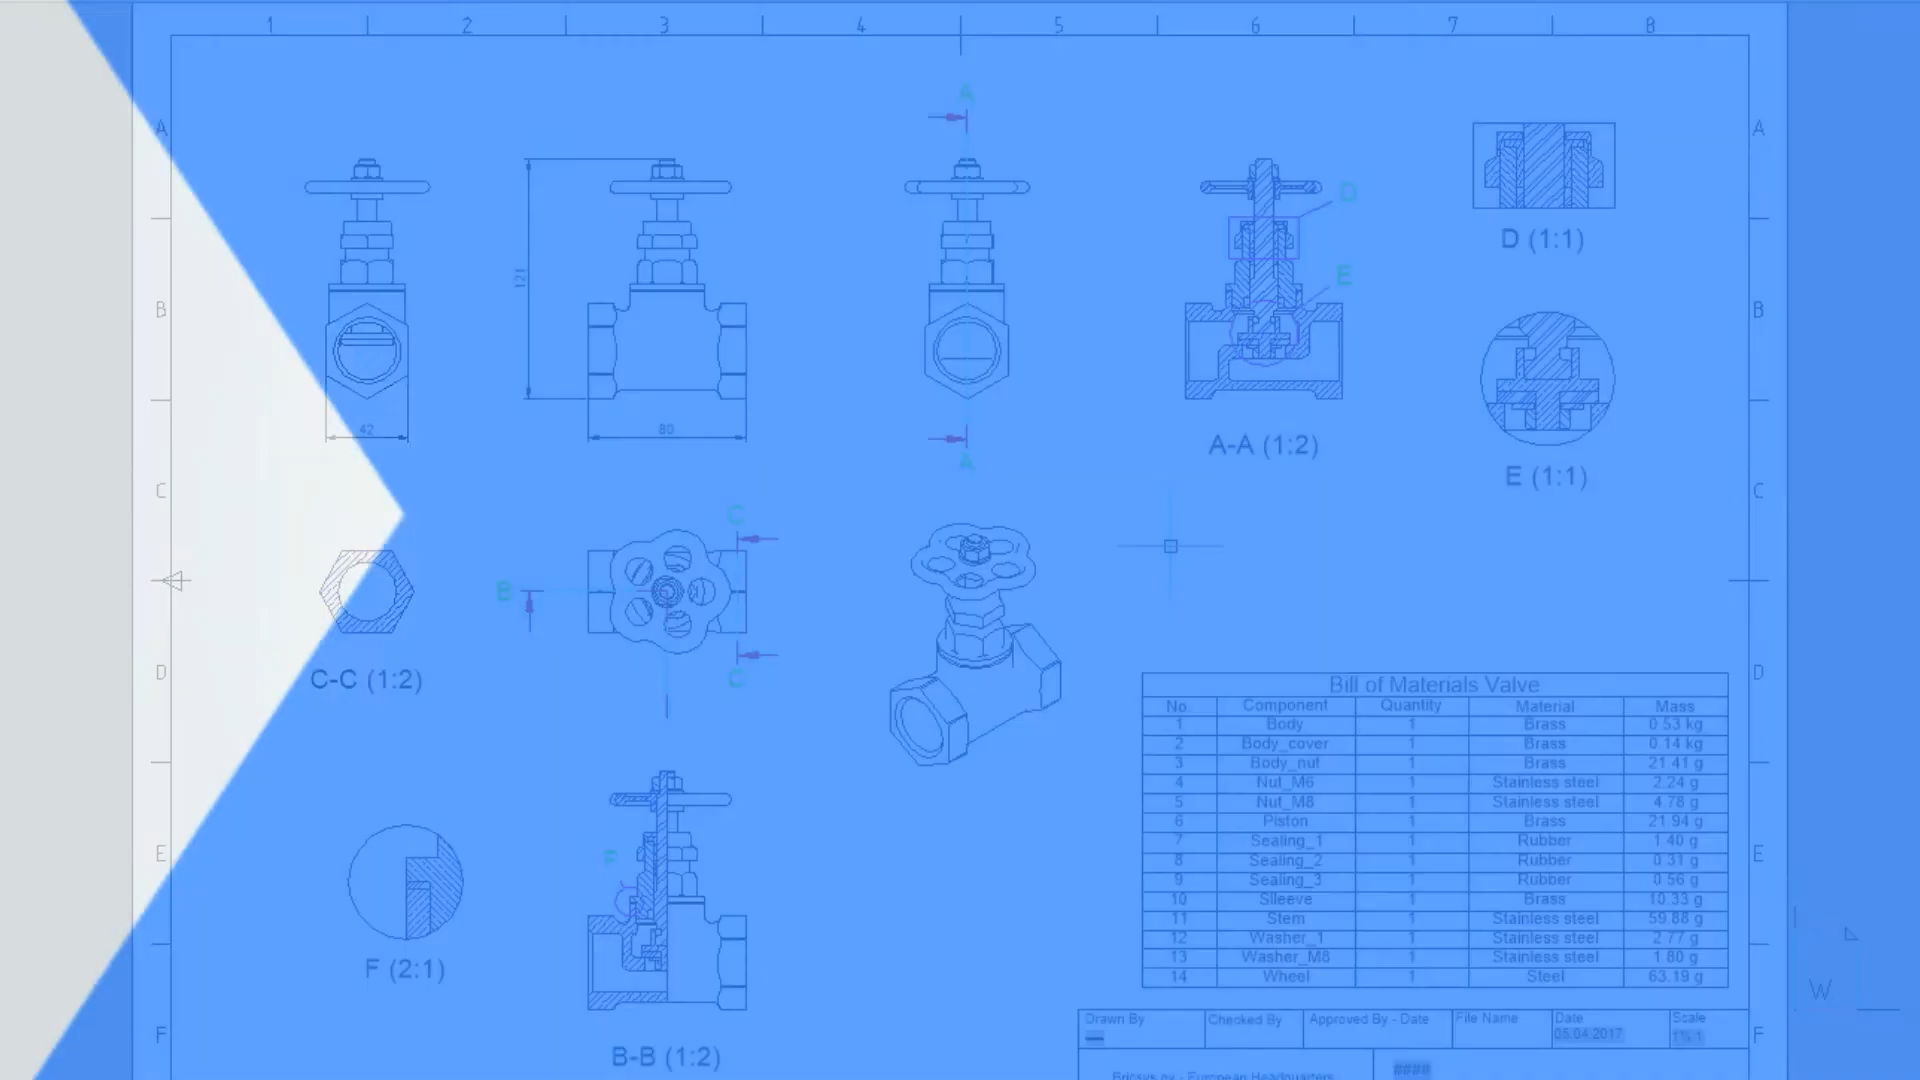 1 2 3 4 5 6 7 8
A A A
D
D (1:1)
121
E
B B
42
80
A
A-A (1:2)
E (1:1)
C C
C
B
C
C-C (1:2)
D D
Bill of Materials Valve
No Component Quantity Material Mass
1 Body 1 Brass 0.53 kg
2 Body_cover 1 Brass 0.14 kg
3 Body_nut 1 Brass 21.41 g
4 Nut_M6 1 Stainless steel 2.24 g
5 Nut_M8 1 Stainless steel 4.78 g
6 Piston 1 Brass 21.94 g
7 Sealing_1 1 Rubber 1.40 g
8 Sealing_2 1 Rubber 0.31 g
9 Sealing_3 1 Rubber 0.56 g
10 Slleeve 1 Brass 10.33 g
11 Stem 1 Stainless steel 59.88 g
12 Washer_1 1 Stainless steel 2.77 g
13 Washer_M8 1 Stainless steel 1.80 g
14 Wheel 1 Steel 63.19 g
E E
F
F (2:1)
W
Drawn By Checked By Approved By - Date File Name Date Scale
05.04.2017
F F
B-B (1:2)
Bricsys nv - European Headquarters
####